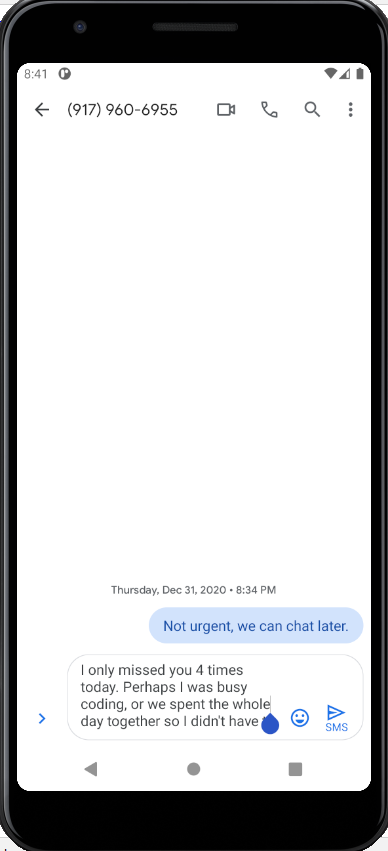 8:41
(917) 960-6955
Thursday, Dec 31, 2020 • 8:34 PM
Not urgent, we can chat later.
I only missed you 4 times
today. Perhaps I was busy
coding, or we spent the whole
day together so I didn't have
SMS